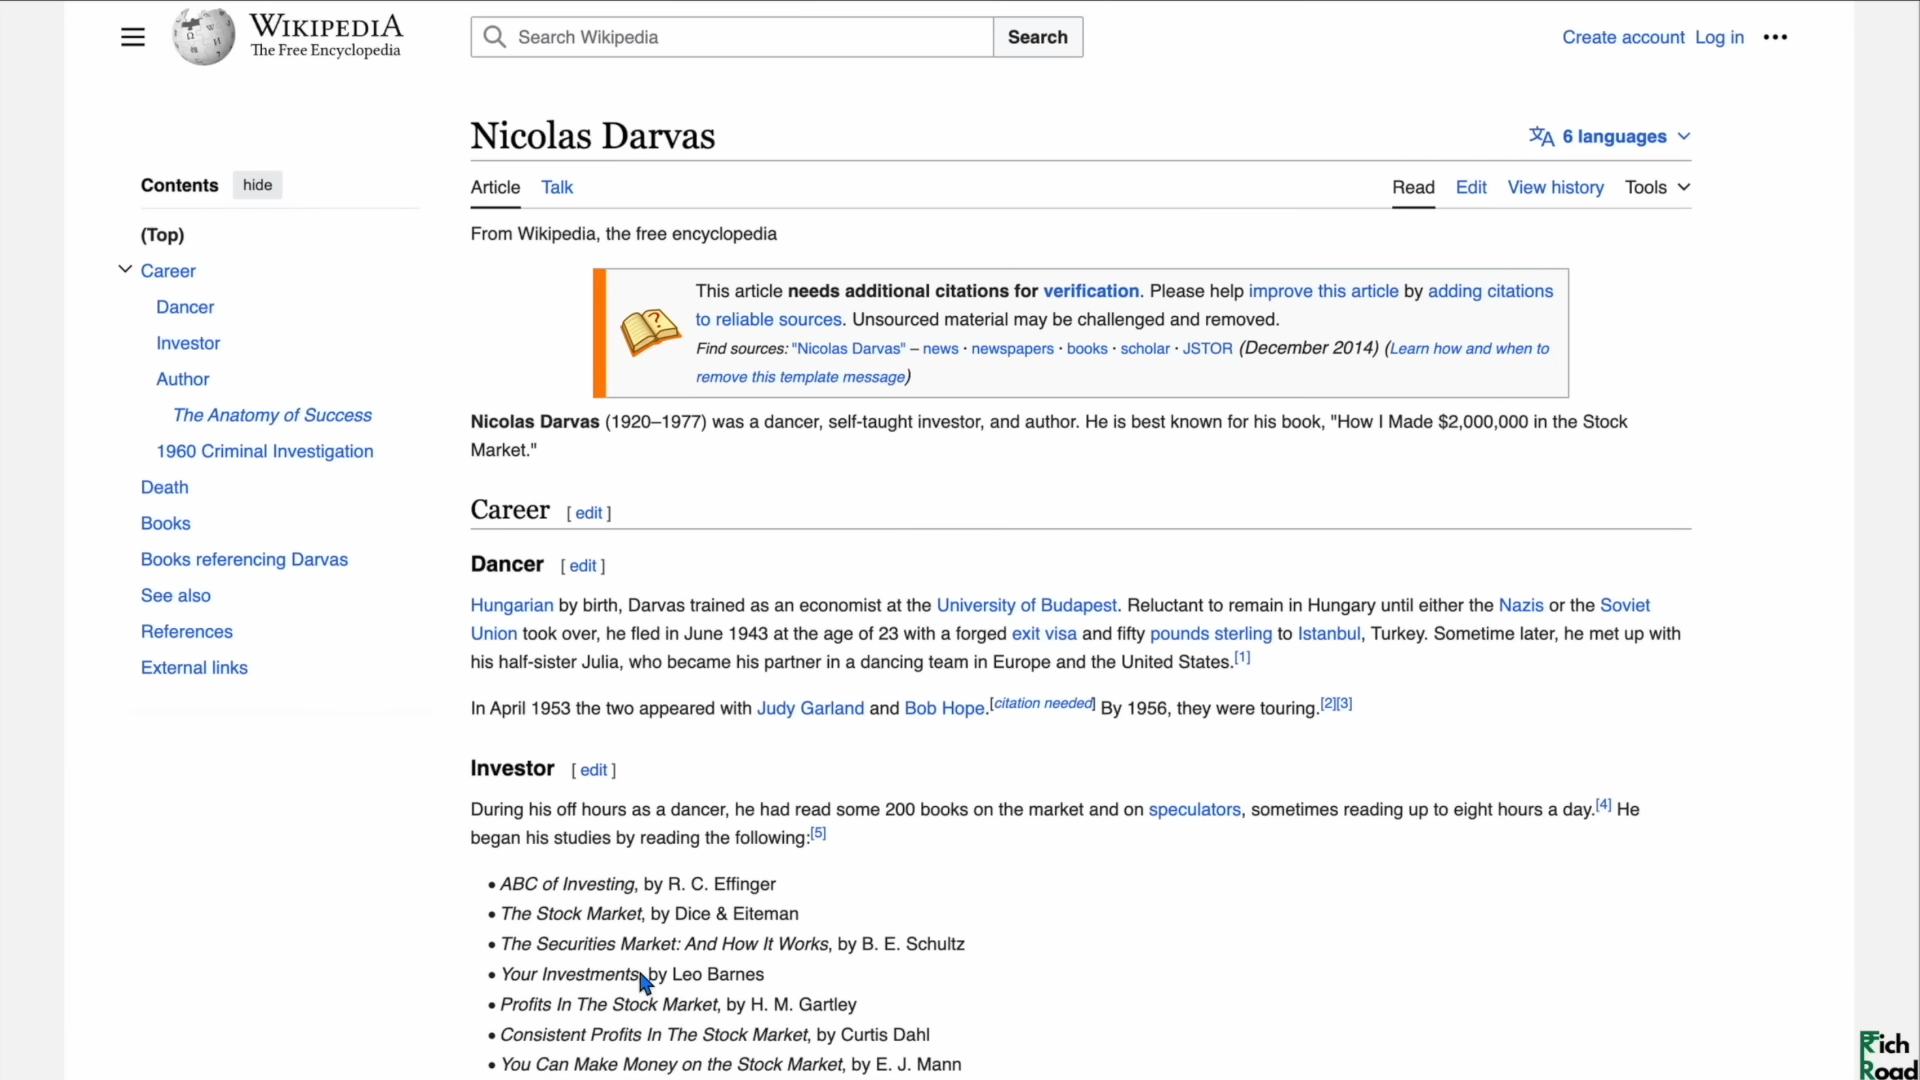 WIKIPEDIA
The Free Encyclopedia
Search Wikipedia
Search
Create account Log in •••
Nicolas Darvas
6 languages
Contents hide
(Top)
Career
Dancer
Investor
Author
The Anatomy of Success
1960 Criminal Investigation
Death
Books
Books referencing Darvas
See also
References
External links
Article Talk
Read Edit View history Tools
From Wikipedia, the free encyclopedia
This article needs additional citations for verification. Please help improve this article by adding citations
to reliable sources. Unsourced material may be challenged and removed.
Find sources: "Nicolas Darvas" – news · newspapers · books · scholar · JSTOR (December 2014) (Learn how and when to
remove this template message)
Nicolas Darvas (1920–1977) was a dancer, self-taught investor, and author. He is best known for his book, "How I Made $2,000,000 in the Stock
Market."
Career [ edit ]
Dancer [ edit ]
Hungarian by birth, Darvas trained as an economist at the University of Budapest. Reluctant to remain in Hungary until either the Nazis or the Soviet
Union took over, he fled in June 1943 at the age of 23 with a forged exit visa and fifty pounds sterling to Istanbul, Turkey. Sometime later, he met up with
his half-sister Julia, who became his partner in a dancing team in Europe and the United States.[1]
In April 1953 the two appeared with Judy Garland and Bob Hope.[citation needed] By 1956, they were touring.[2][3]
Investor [ edit ]
During his off hours as a dancer, he had read some 200 books on the market and on speculators, sometimes reading up to eight hours a day.[4] He
began his studies by reading the following:[5]
• ABC of Investing, by R. C. Effinger
• The Stock Market, by Dice & Eiteman
• The Securities Market: And How It Works, by B. E. Schultz
• Your Investments, by Leo Barnes
• Profits In The Stock Market, by H. M. Gartley
• Consistent Profits In The Stock Market, by Curtis Dahl
• You Can Make Money on the Stock Market, by E. J. Mann
₹ich
Road